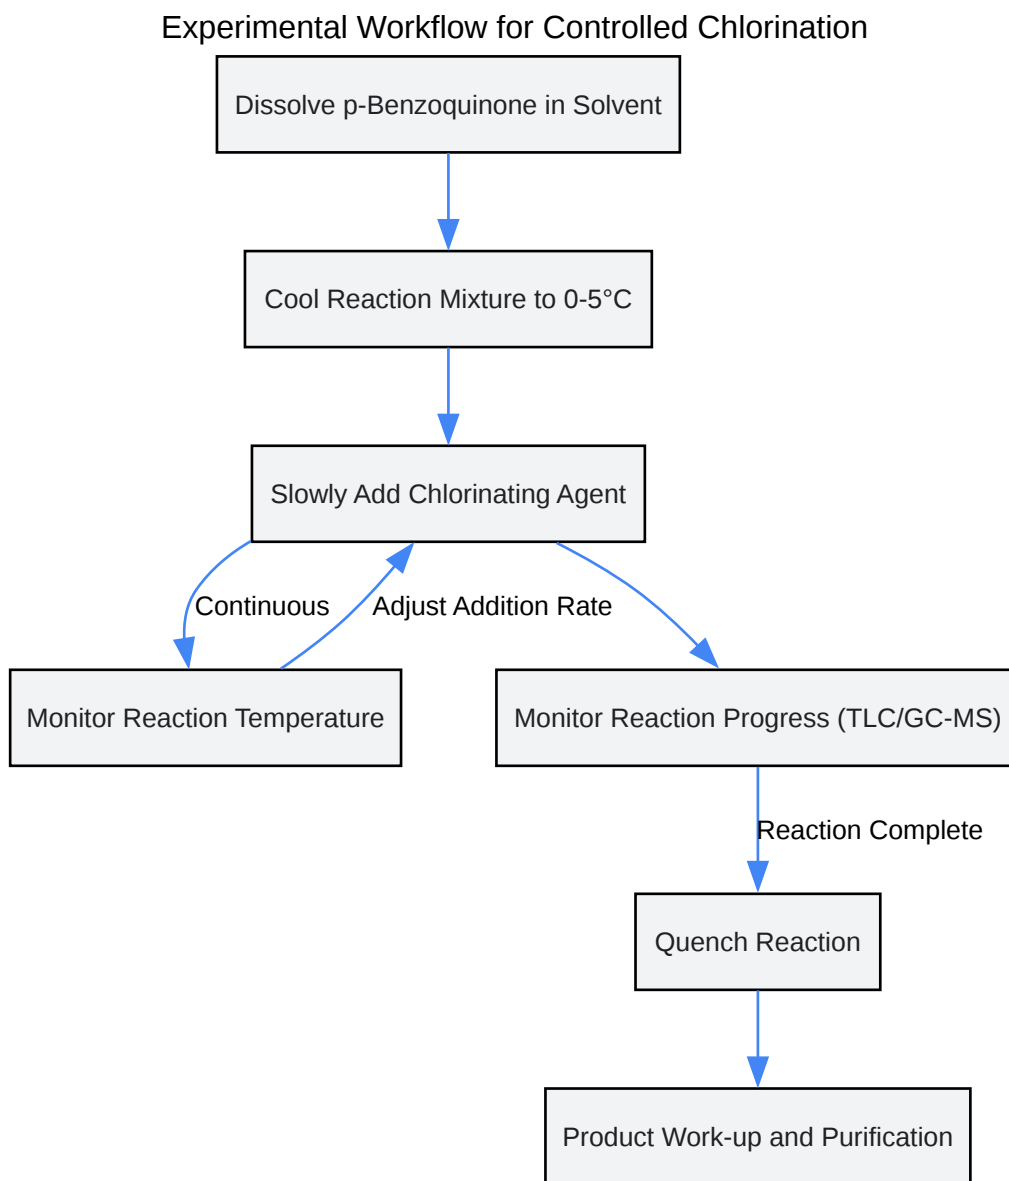 Experimental Workflow for Controlled Chlorination
Dissolve p-Benzoquinone in Solvent
Cool Reaction Mixture to 0-5°C
Slowly Add Chlorinating Agent
Continuous
Adjust Addition Rate
Monitor Reaction Temperature
Monitor Reaction Progress (TLC/GC-MS)
Reaction Complete
Quench Reaction
Product Work-up and Purification